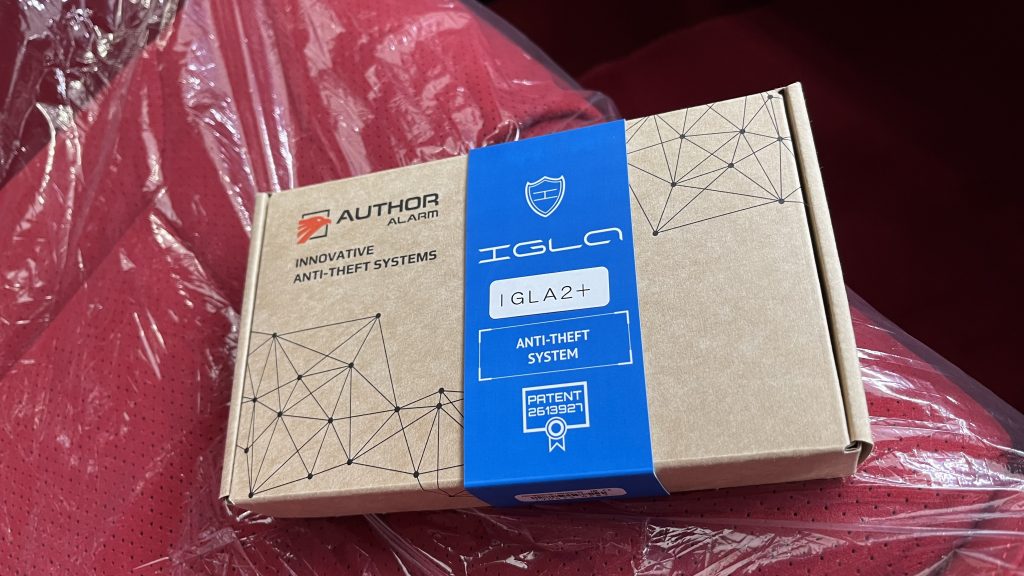 AUTHOR
ALARM
INNOVATIVE
ANTI-THEFT SYSTEMS
IGLA
IGLA2+
ANTI-THEFT
SYSTEM
PATENT
2613927